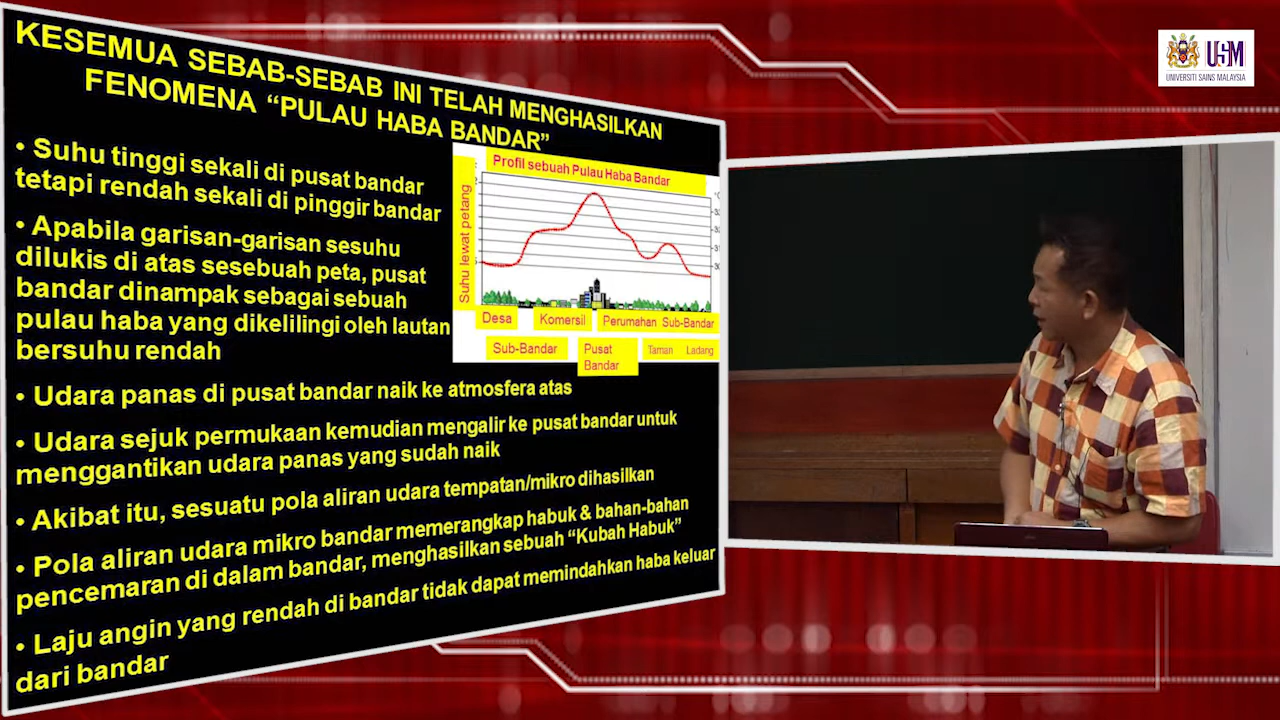 KESEMUA SEBAB-SEBAB INI TELAH MENGHASILKAN
FENOMENA “PULAU HABA BANDAR”
• Suhu tinggi sekali di pusat bandar
tetapi rendah sekali di pinggir bandar
• Apabila garisan-garisan sesuhu
dilukis di atas sesebuah peta, pusat
bandar dinampak sebagai sebuah
pulau haba yang dikelilingi oleh lautan
bersuhu rendah
• Udara panas di pusat bandar naik ke atmosfera atas
• Udara sejuk permukaan kemudian mengalir ke pusat bandar untuk
menggantikan udara panas yang sudah naik
• Akibat itu, sesuatu pola aliran udara tempatan/mikro dihasilkan
• Pola aliran udara mikro bandar memerangkap habuk & bahan-bahan
pencemaran di dalam bandar, menghasilkan sebuah “Kubah Habuk”
• Laju angin yang rendah di bandar tidak dapat memindahkan haba keluar
dari bandar
Profil sebuah Pulau Haba Bandar
Suhu lewat petang
Desa
Komersil
Perumahan
Sub-Bandar
Sub-Bandar
Pusat
Bandar
Taman
Ladang
USM
UNIVERSITI SAINS MALAYSIA